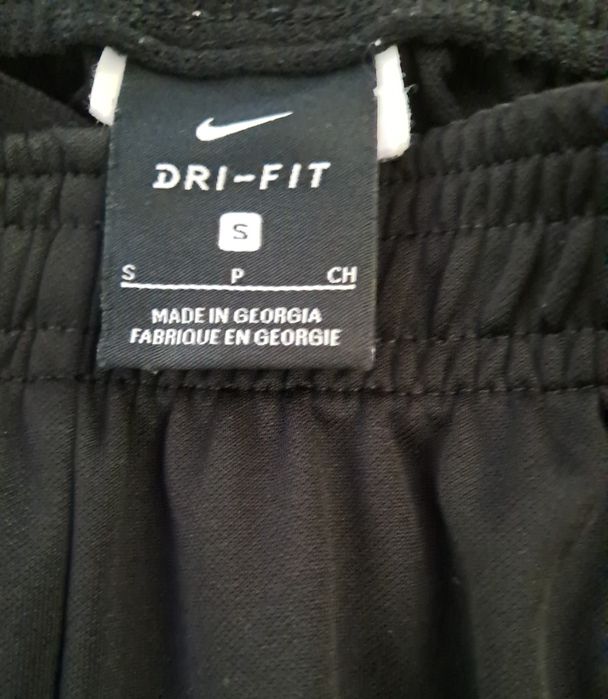 DRI-FIT
S
S P CH
MADE IN GEORGIA
FABRIQUE EN GEORGIE